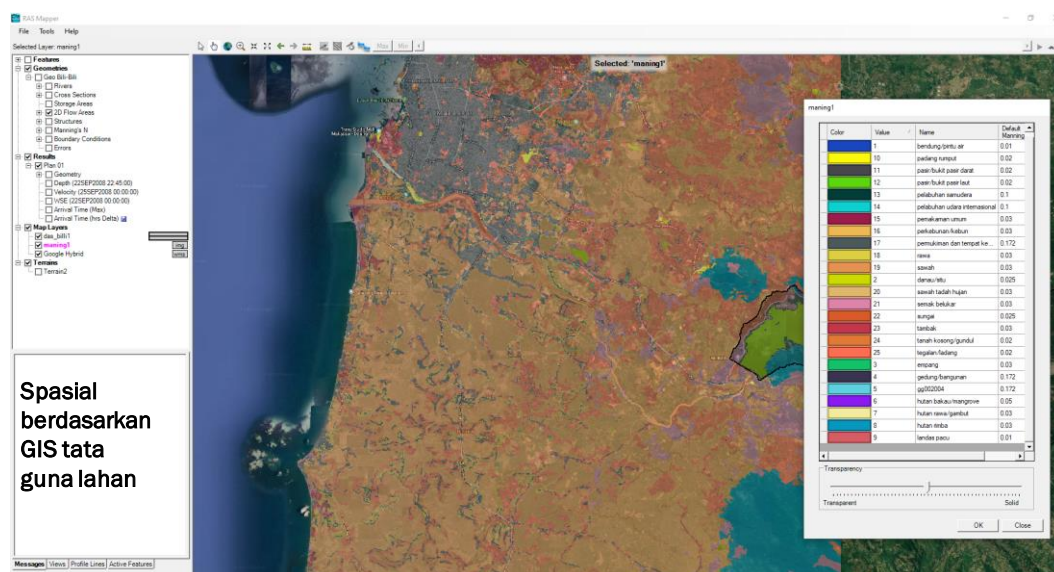 RAS Mapper
File Tools Help
Selected Layer: maning1
Max Min
Features
Geometries
Geo Bili-Bili
Rivers
Cross Sections
Storage Areas
2D Flow Areas
Structures
Manning's N
Boundary Conditions
Errors
Results
Plan 01
Geometry
Depth (22SEP2008 22:45:00)
Velocity (25SEP2008 00:00:00)
WSE (22SEP2008 00:00:00)
Arrival Time (Max)
Arrival Time (hrs Delta)
Map Layers
das_bili1
maning1 img
Google Hybrid wms
Terrains
Terrain2
Spasial
berdasarkan
GIS tata
guna lahan
Messages Views Profile Lines Active Features
Selected: 'maning1'
maning1
Color Value Name Default Manning
1 bendung/pintu air 0.01
10 padang rumput 0.02
11 pasir/bukit pasir darat 0.02
12 pasir/bukit pasir laut 0.02
13 pelabuhan samudera 0.1
14 pelabuhan udara internasional 0.1
15 pemakaman umum 0.03
16 perkabunan/kebun 0.03
17 pemukiman dan tempat ke... 0.172
18 rawa 0.03
19 sawah 0.03
2 danau/situ 0.025
20 sawah tadah hujan 0.03
21 semak belukar 0.03
22 sungai 0.025
23 tambak 0.03
24 tanah kosong/gundul 0.02
25 tegalan/ladang 0.02
3 empang 0.03
4 gedung/bangunan 0.172
5 gg002004 0.172
6 hutan bakau/mangrove 0.05
7 hutan rawa/gambut 0.03
8 hutan rimba 0.03
9 landas pacu 0.01
Transparency
Transparent Solid
OK Close